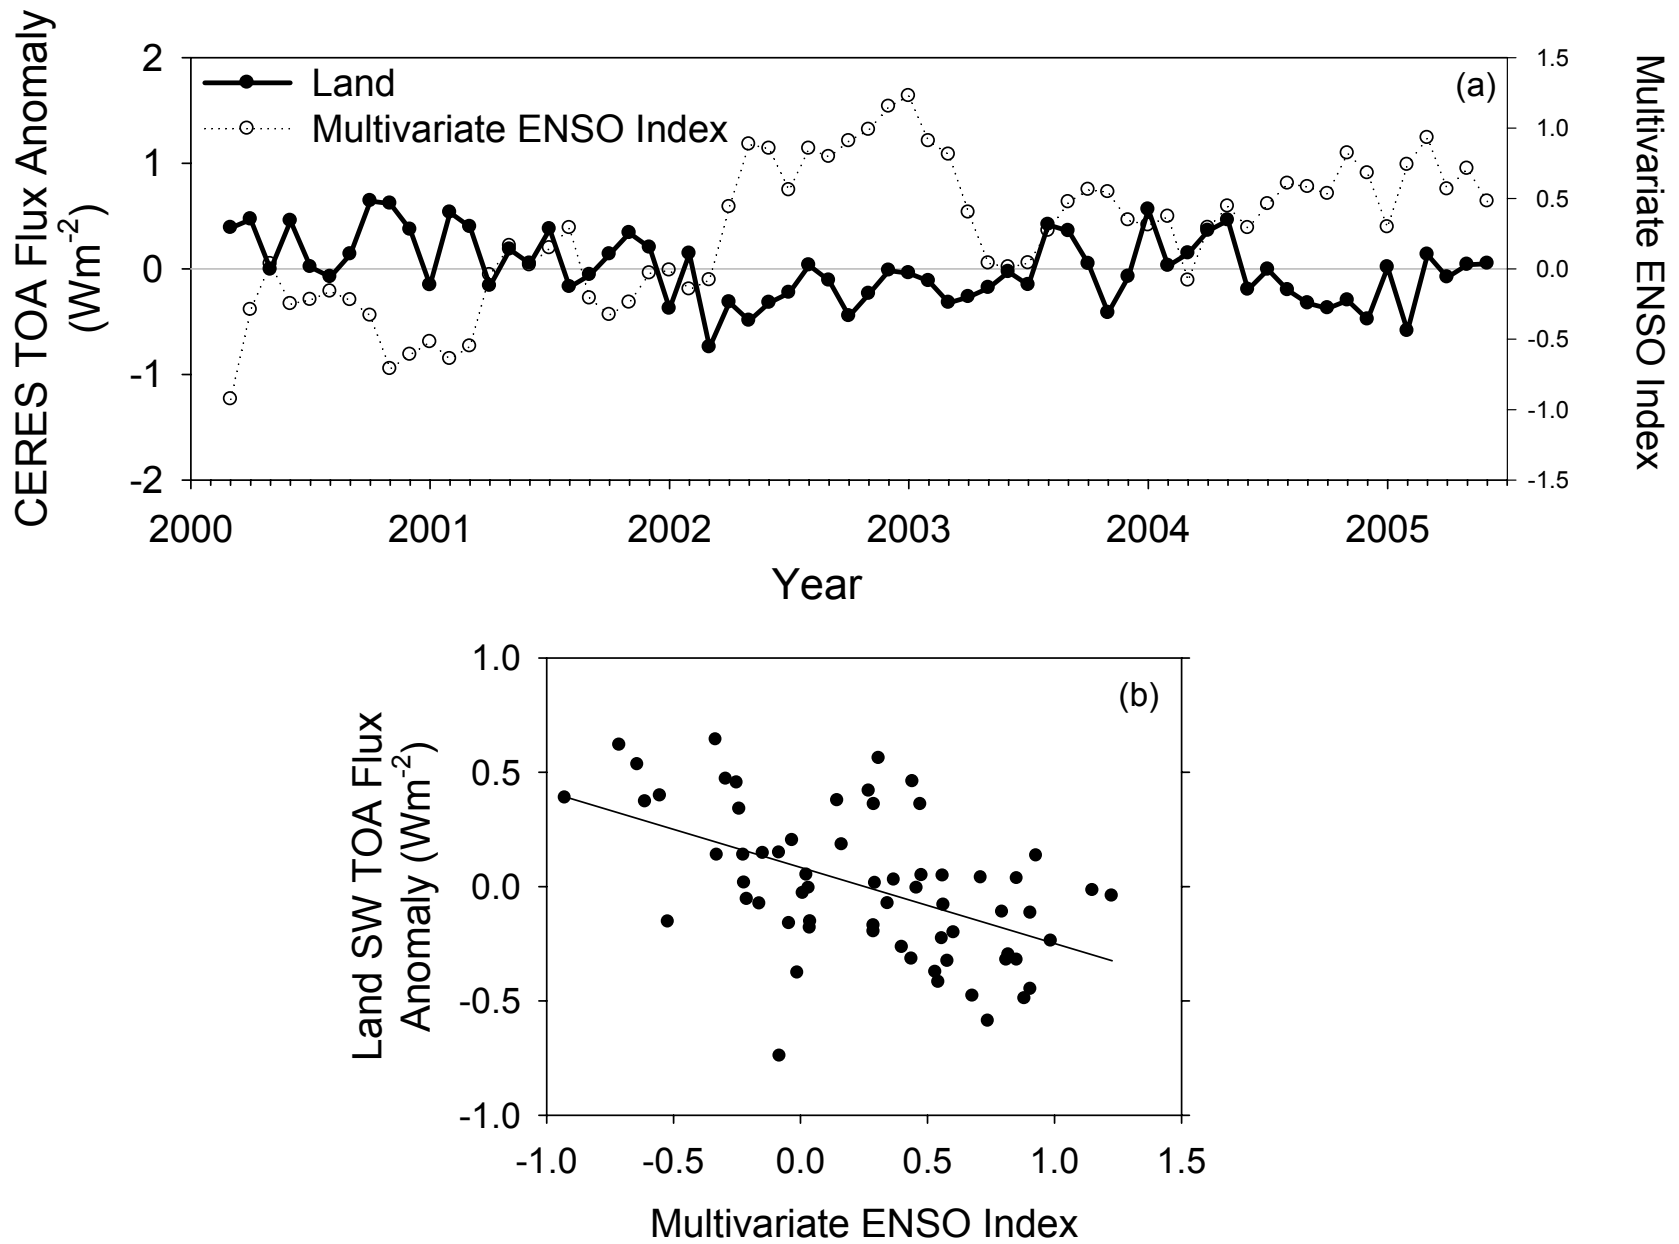 CERES TOA Flux Anomaly
(Wm-2)
2
1
0
-1
-2
Land
Multivariate ENSO Index
(a)
1.5
1.0
0.5
0.0
-0.5
-1.0
-1.5
Multivariate ENSO Index
2000 2001 2002 2003 2004 2005
Year
Land SW TOA Flux
Anomaly (Wm-2)
1.0
0.5
0.0
-0.5
-1.0
(b)
-1.0 -0.5 0.0 0.5 1.0 1.5
Multivariate ENSO Index